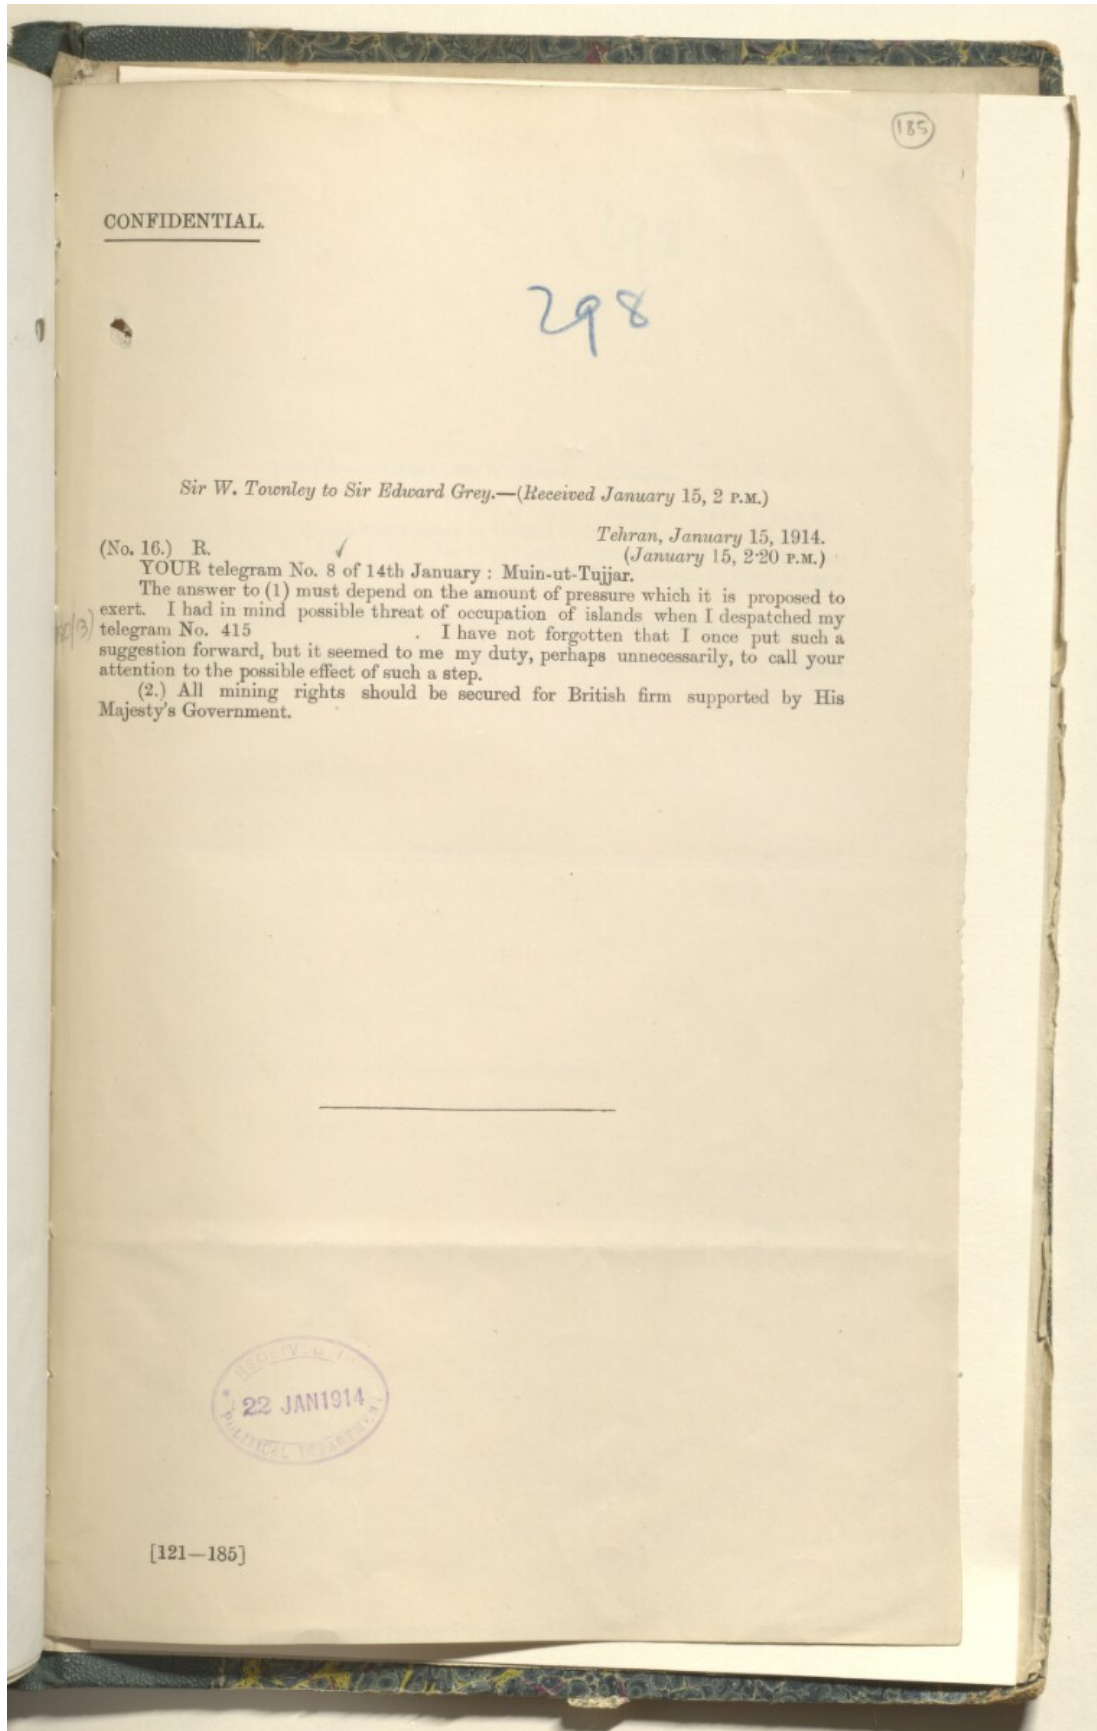 185
CONFIDENTIAL.
298
Sir W. Townley to Sir Edward Grey.—(Received January 15, 2 P.M.)
Tehran, January 15, 1914.
(No. 16.) R.
(January 15, 2·20 P.M.)
YOUR telegram No. 8 of 14th January : Muin-ut-Tujjar.
The answer to (1) must depend on the amount of pressure which it is proposed to
exert. I had in mind possible threat of occupation of islands when I despatched my
telegram No. 415 . I have not forgotten that I once put such a
suggestion forward, but it seemed to me my duty, perhaps unnecessarily, to call your
attention to the possible effect of such a step.
(2.) All mining rights should be secured for British firm supported by His
Majesty's Government.
RECEIVED IN
22 JAN 1914
POLITICAL DEPARTMENT
[121—185]